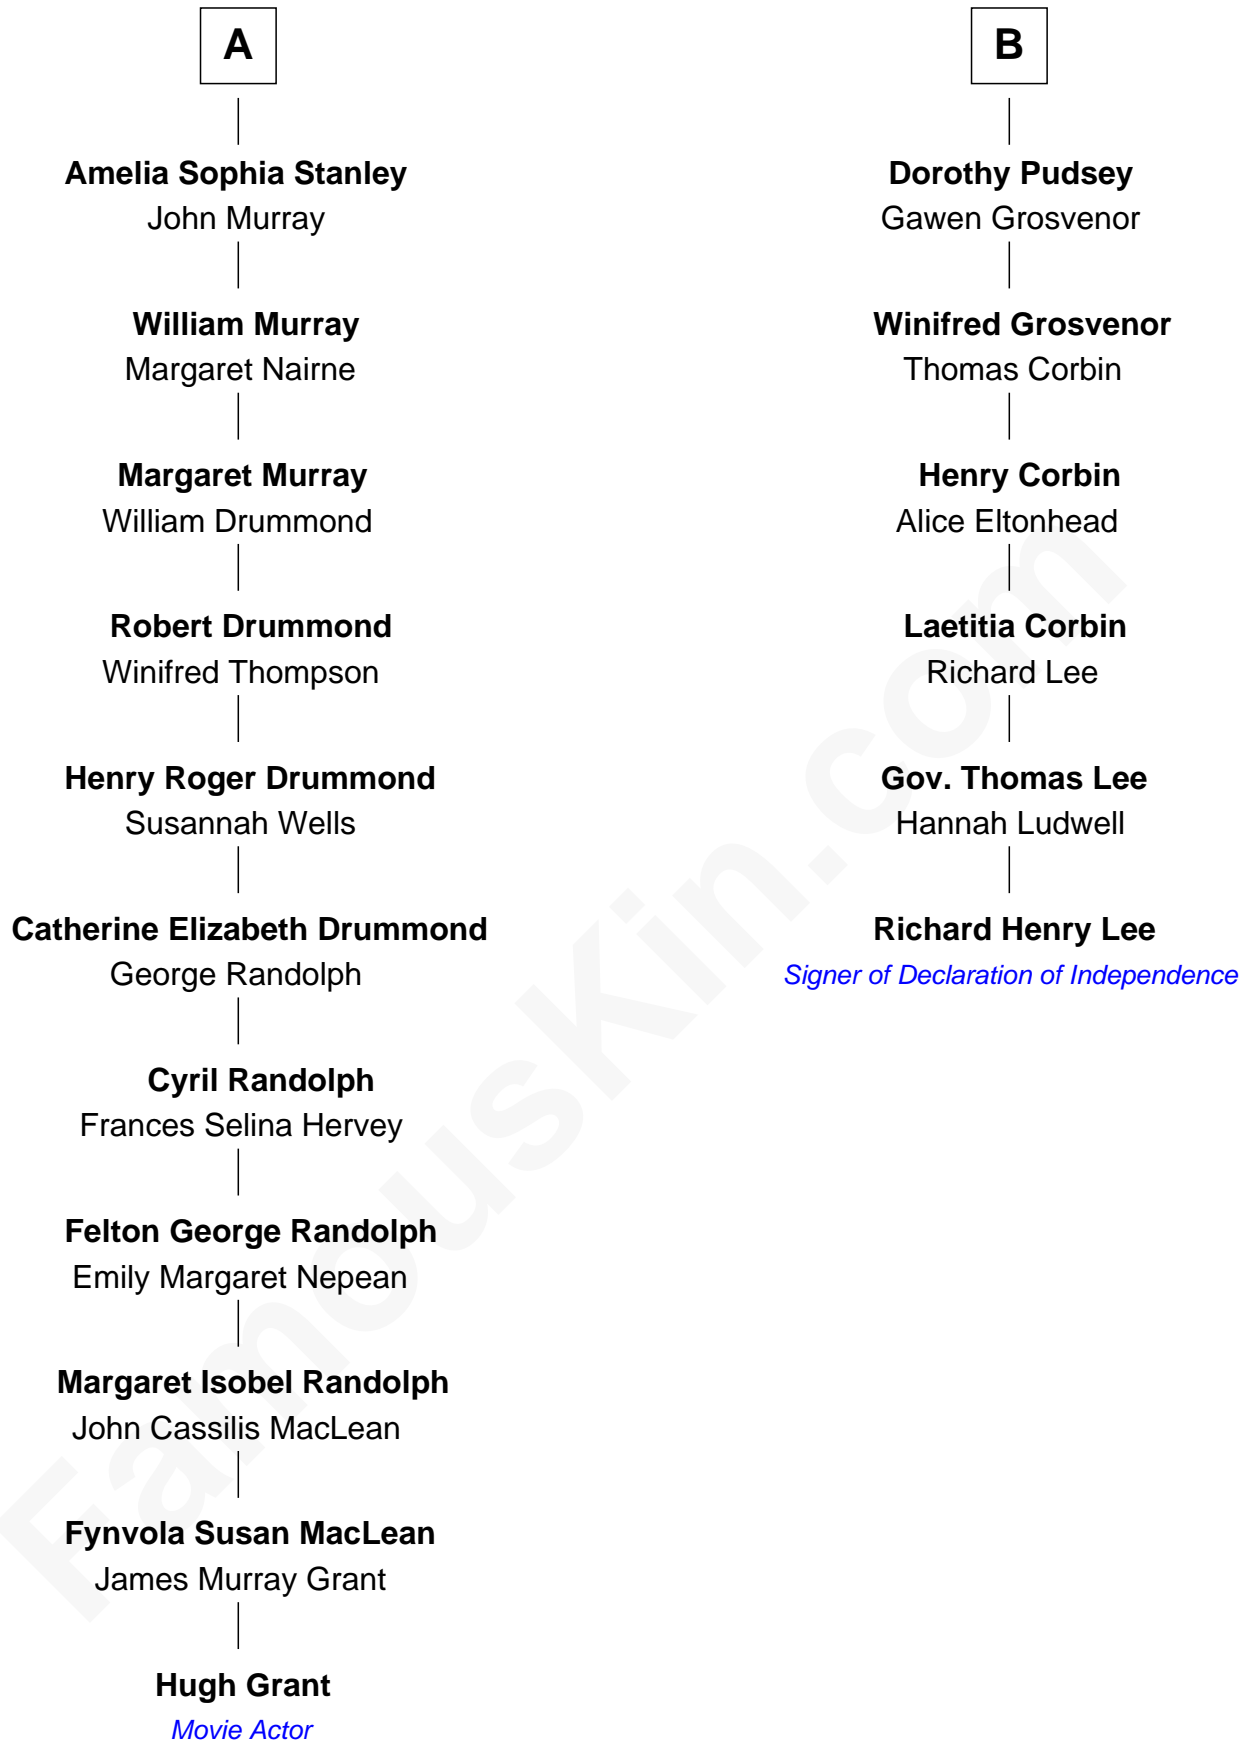 A
Amelia Sophia Stanley
John Murray
William Murray
Margaret Nairne
Margaret Murray
William Drummond
Robert Drummond
Winifred Thompson
Henry Roger Drummond
Susannah Wells
Catherine Elizabeth Drummond
George Randolph
Cyril Randolph
Frances Selina Hervey
Felton George Randolph
Emily Margaret Nepean
Margaret Isobel Randolph
John Cassilis MacLean
Fynvola Susan MacLean
James Murray Grant
Hugh Grant
Movie Actor
B
Dorothy Pudsey
Gawen Grosvenor
Winifred Grosvenor
Thomas Corbin
Henry Corbin
Alice Eltonhead
Laetitia Corbin
Richard Lee
Gov. Thomas Lee
Hannah Ludwell
Richard Henry Lee
Signer of Declaration of Independence
FamousKin.com